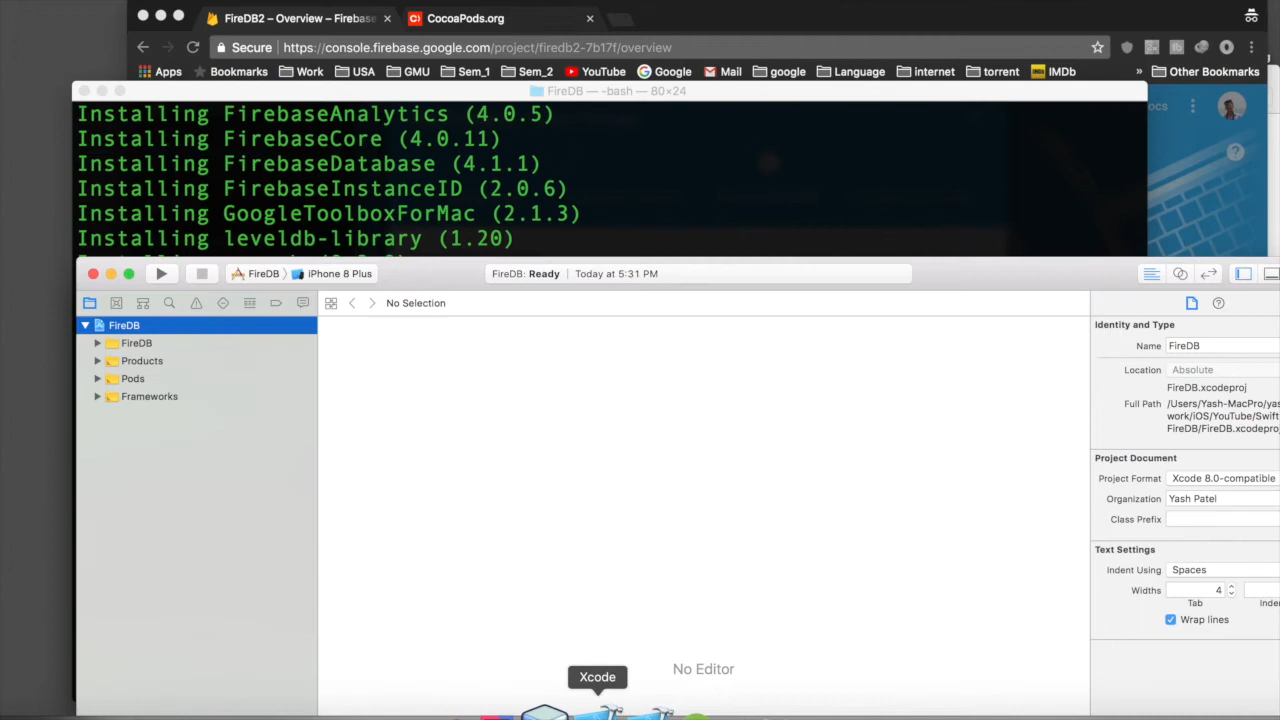 FireDB2 – Overview – Firebase
CocoaPods.org
Secure
https://console.firebase.google.com/project/firedb2-7b17f/overview
Apps
Bookmarks
Work
USA
GMU
Sem_1
Sem_2
YouTube
Google
Mail
google
Language
internet
torrent
IMDb
»
Other Bookmarks
FireDB — -bash — 80×24
Installing FirebaseAnalytics (4.0.5)
Installing FirebaseCore (4.0.11)
Installing FirebaseDatabase (4.1.1)
Installing FirebaseInstanceID (2.0.6)
Installing GoogleToolboxForMac (2.1.3)
Installing leveldb-library (1.20)
FireDB
iPhone 8 Plus
FireDB: Ready | Today at 5:31 PM
No Selection
FireDB
FireDB
Products
Pods
Frameworks
No Editor
Xcode
Identity and Type
Name FireDB
Location Absolute
FireDB.xcodeproj
Full Path /Users/Yash-MacPro/yas
work/iOS/YouTube/Swift
FireDB/FireDB.xcodeproj
Project Document
Project Format Xcode 8.0-compatible
Organization Yash Patel
Class Prefix
Text Settings
Indent Using Spaces
Widths 4
Tab Inde
Wrap lines